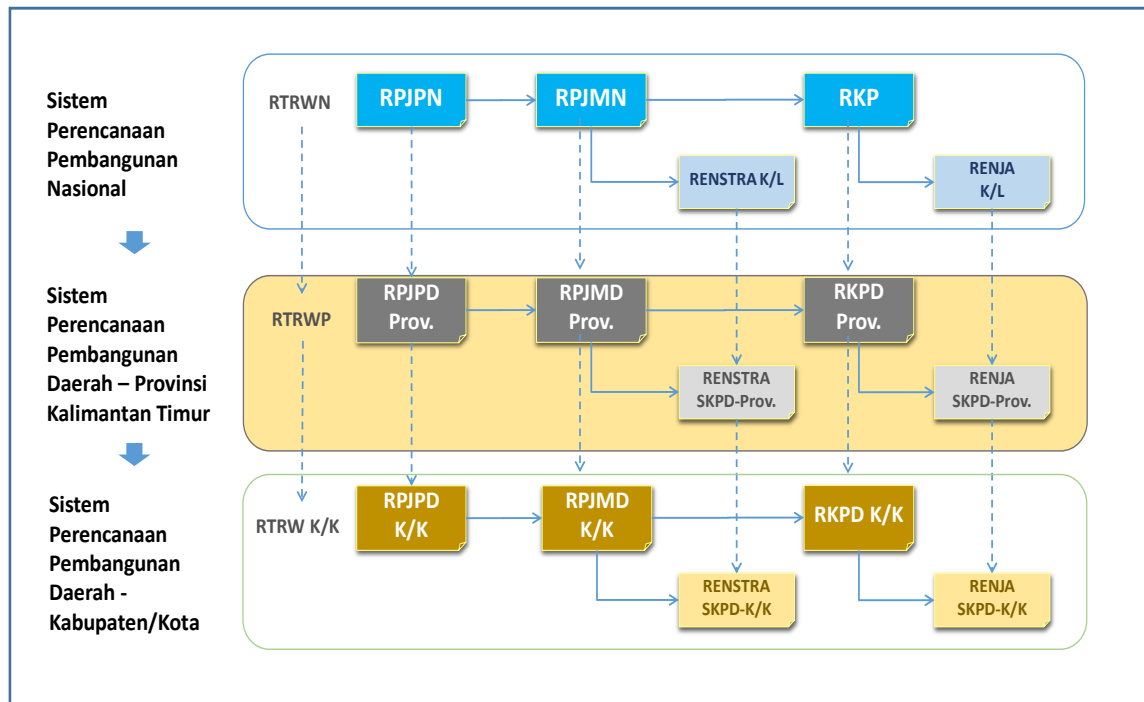 Sistem
Perencanaan
Pembangunan
Nasional
RTRWN
RPJPN
RPJMN
RKP
RENSTRA K/L
RENJA
K/L
Sistem
Perencanaan
Pembangunan
Daerah – Provinsi
Kalimantan Timur
RTRWP
RPJPD
Prov.
RPJMD
Prov.
RKPD
Prov.
RENSTRA
SKPD-Prov.
RENJA
SKPD-Prov.
Sistem
Perencanaan
Pembangunan
Daerah -
Kabupaten/Kota
RTRW K/K
RPJPD
K/K
RPJMD
K/K
RKPD K/K
RENSTRA
SKPD-K/K
RENJA
SKPD-K/K